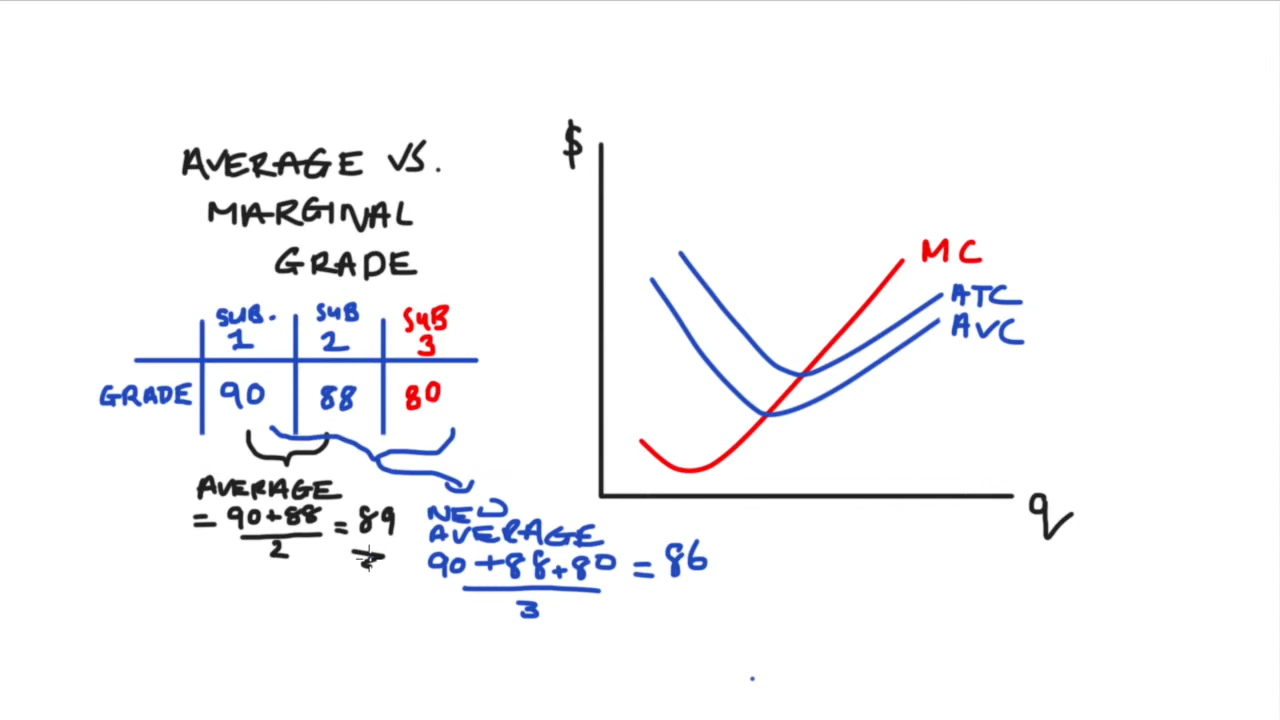 AVERAGE VS.
MARGINAL
GRADE
SUB. 1
SUB 2
SUB 3
GRADE 90 88 80
AVERAGE
= 90+88 / 2 = 89
NEW
AVERAGE
90+88+80 / 3 = 86
$
MC
ATC
AVC
q